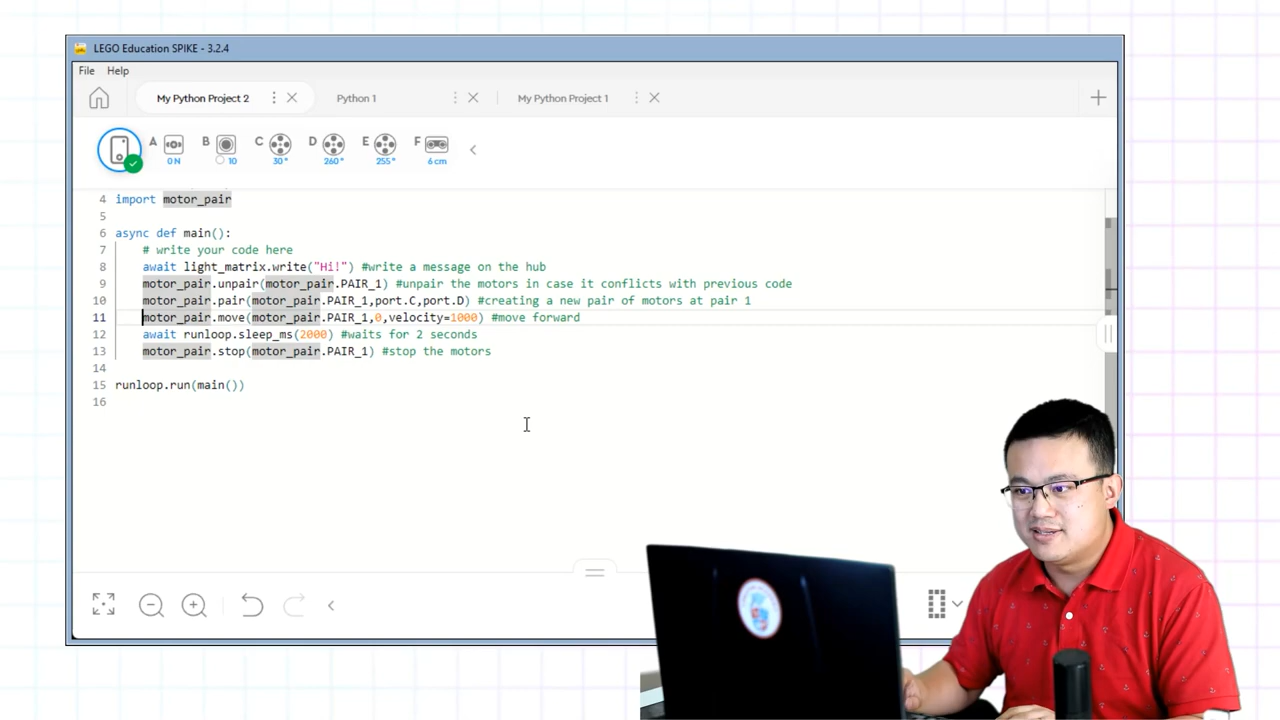 LEGO Education SPIKE - 3.2.4
File Help
My Python Project 2 Python 1 My Python Project 1
A B C D E F
0 N 10 30° 260° 255° 6 cm
4 import motor_pair
5
6 async def main():
7 # write your code here
8 await light_matrix.write("Hi!") #write a message on the hub
9 motor_pair.unpair(motor_pair.PAIR_1) #unpair the motors in case it conflicts with previous code
10 motor_pair.pair(motor_pair.PAIR_1,port.C,port.D) #creating a new pair of motors at pair 1
11 motor_pair.move(motor_pair.PAIR_1,0,velocity=1000) #move forward
12 await runloop.sleep_ms(2000) #waits for 2 seconds
13 motor_pair.stop(motor_pair.PAIR_1) #stop the motors
14
15 runloop.run(main())
16